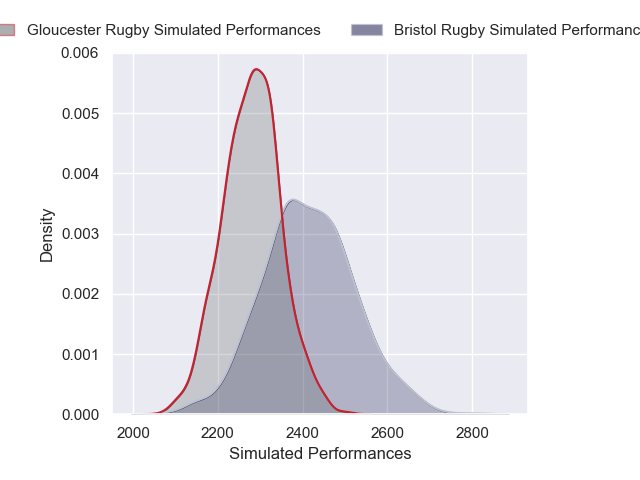 Gloucester Rugby Simulated Performances
Bristol Rugby Simulated Performanc
0.006
0.005
0.004
0.003
0.002
0.001
0.000
Density
2000 2200 2400 2600 2800
Simulated Performances